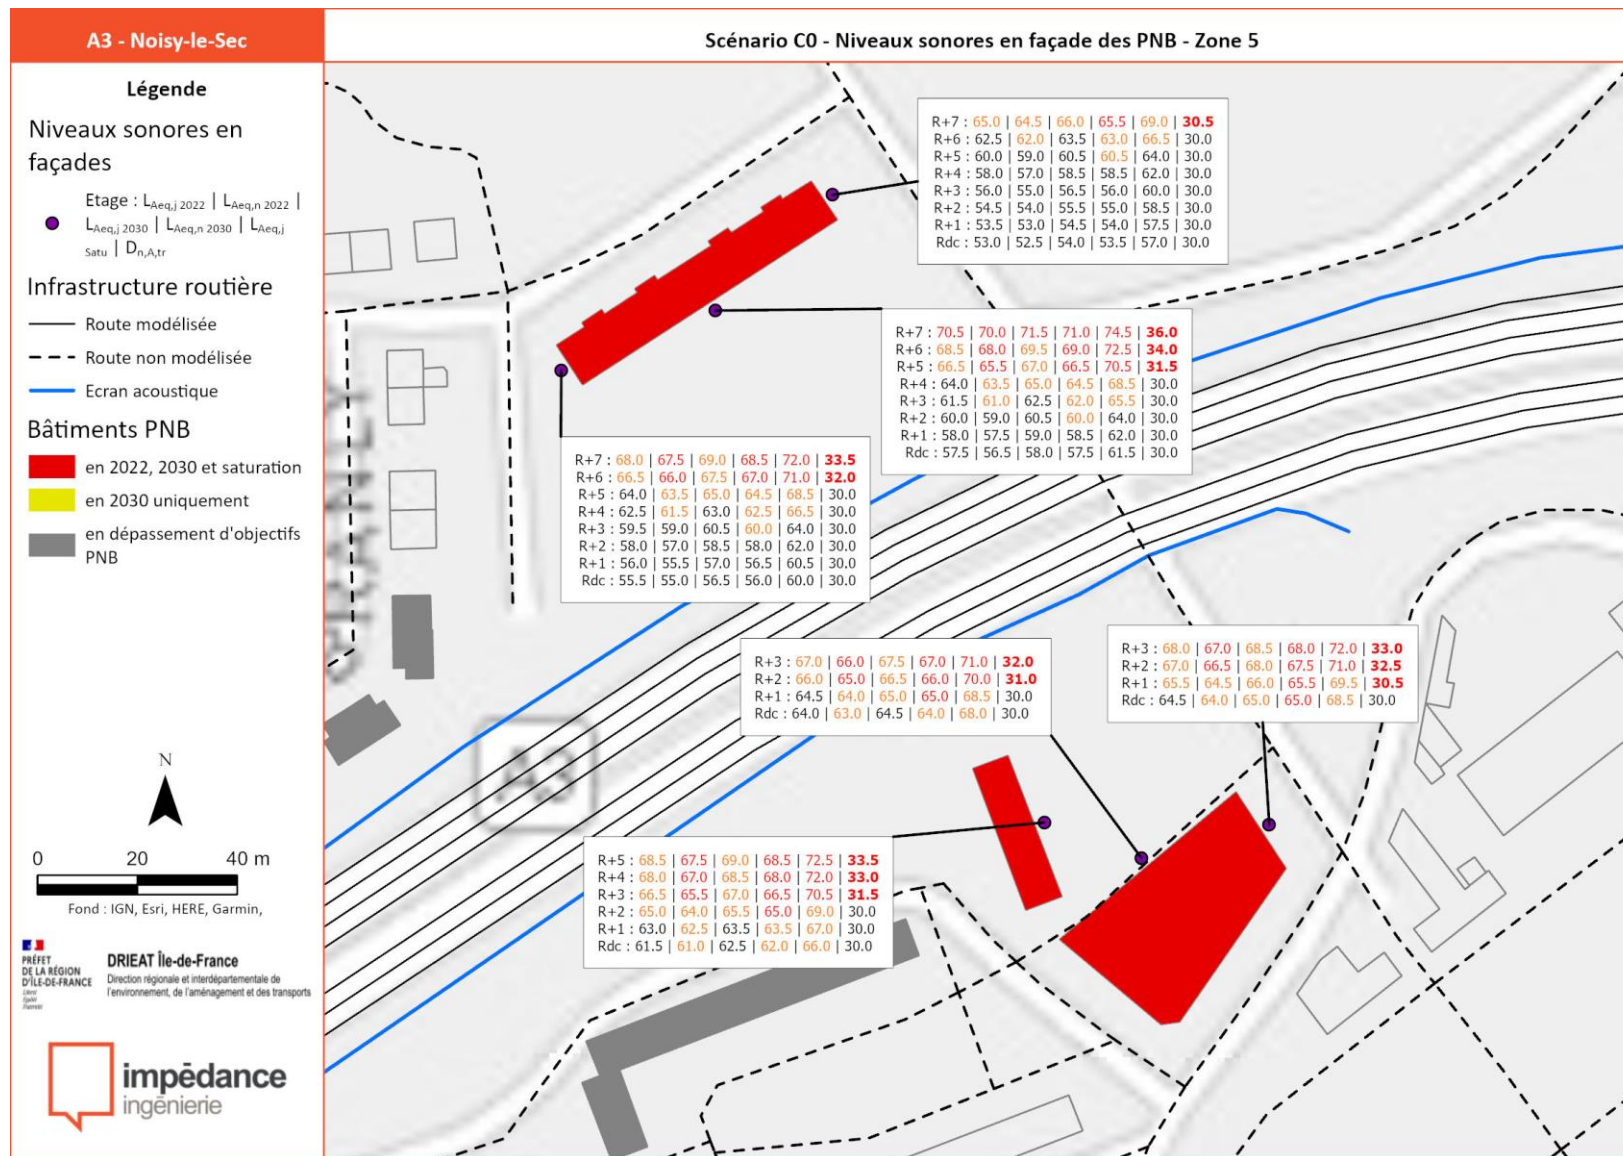 A3 - Noisy-le-Sec
Scénario C0 - Niveaux sonores en façade des PNB - Zone 5
Légende
Niveaux sonores en
façades
Etage : LAeq,j 2022 | LAeq,n 2022 |
LAeq,j 2030 | LAeq,n 2030 | LAeq,j
Satu | Dn,A,tr
Infrastructure routière
Route modélisée
Route non modélisée
Ecran acoustique
Bâtiments PNB
en 2022, 2030 et saturation
en 2030 uniquement
en dépassement d'objectifs
PNB
N
0 20 40 m
Fond : IGN, Esri, HERE, Garmin,
PRÉFET
DE LA RÉGION
D'ÎLE-DE-FRANCE
Liberté
Égalité
Fraternité
DRIEAT Île-de-France
Direction régionale et interdépartementale de
l'environnement, de l'aménagement et des transports
impédance
ingénierie
R+7 : 65.0 | 64.5 | 66.0 | 65.5 | 69.0 | 30.5
R+6 : 62.5 | 62.0 | 63.5 | 63.0 | 66.5 | 30.0
R+5 : 60.0 | 59.0 | 60.5 | 60.5 | 64.0 | 30.0
R+4 : 58.0 | 57.0 | 58.5 | 58.5 | 62.0 | 30.0
R+3 : 56.0 | 55.0 | 56.5 | 56.0 | 60.0 | 30.0
R+2 : 54.5 | 54.0 | 55.5 | 55.0 | 58.5 | 30.0
R+1 : 53.5 | 53.0 | 54.5 | 54.0 | 57.5 | 30.0
Rdc : 53.0 | 52.5 | 54.0 | 53.5 | 57.0 | 30.0
R+7 : 70.5 | 70.0 | 71.5 | 71.0 | 74.5 | 36.0
R+6 : 68.5 | 68.0 | 69.5 | 69.0 | 72.5 | 34.0
R+5 : 66.5 | 65.5 | 67.0 | 66.5 | 70.5 | 31.5
R+4 : 64.0 | 63.5 | 65.0 | 64.5 | 68.5 | 30.0
R+3 : 61.5 | 61.0 | 62.5 | 62.0 | 65.5 | 30.0
R+2 : 60.0 | 59.0 | 60.5 | 60.0 | 64.0 | 30.0
R+1 : 58.0 | 57.5 | 59.0 | 58.5 | 62.0 | 30.0
Rdc : 57.5 | 56.5 | 58.0 | 57.5 | 61.5 | 30.0
R+7 : 68.0 | 67.5 | 69.0 | 68.5 | 72.0 | 33.5
R+6 : 66.5 | 66.0 | 67.5 | 67.0 | 71.0 | 32.0
R+5 : 64.0 | 63.5 | 65.0 | 64.5 | 68.5 | 30.0
R+4 : 62.5 | 61.5 | 63.0 | 62.5 | 66.5 | 30.0
R+3 : 59.5 | 59.0 | 60.5 | 60.0 | 64.0 | 30.0
R+2 : 58.0 | 57.0 | 58.5 | 58.0 | 62.0 | 30.0
R+1 : 56.0 | 55.5 | 57.0 | 56.5 | 60.5 | 30.0
Rdc : 55.5 | 55.0 | 56.5 | 56.0 | 60.0 | 30.0
R+3 : 67.0 | 66.0 | 67.5 | 67.0 | 71.0 | 32.0
R+2 : 66.0 | 65.0 | 66.5 | 66.0 | 70.0 | 31.0
R+1 : 64.5 | 64.0 | 65.0 | 65.0 | 68.5 | 30.0
Rdc : 64.0 | 63.0 | 64.5 | 64.0 | 68.0 | 30.0
R+3 : 68.0 | 67.0 | 68.5 | 68.0 | 72.0 | 33.0
R+2 : 67.0 | 66.5 | 68.0 | 67.5 | 71.0 | 32.5
R+1 : 65.5 | 64.5 | 66.0 | 65.5 | 69.5 | 30.5
Rdc : 64.5 | 64.0 | 65.0 | 65.0 | 68.5 | 30.0
A3
R+5 : 68.5 | 67.5 | 69.0 | 68.5 | 72.5 | 33.5
R+4 : 68.0 | 67.0 | 68.5 | 68.0 | 72.0 | 33.0
R+3 : 66.5 | 65.5 | 67.0 | 66.5 | 70.5 | 31.5
R+2 : 65.0 | 64.0 | 65.5 | 65.0 | 69.0 | 30.0
R+1 : 63.0 | 62.5 | 63.5 | 63.5 | 67.0 | 30.0
Rdc : 61.5 | 61.0 | 62.5 | 62.0 | 66.0 | 30.0